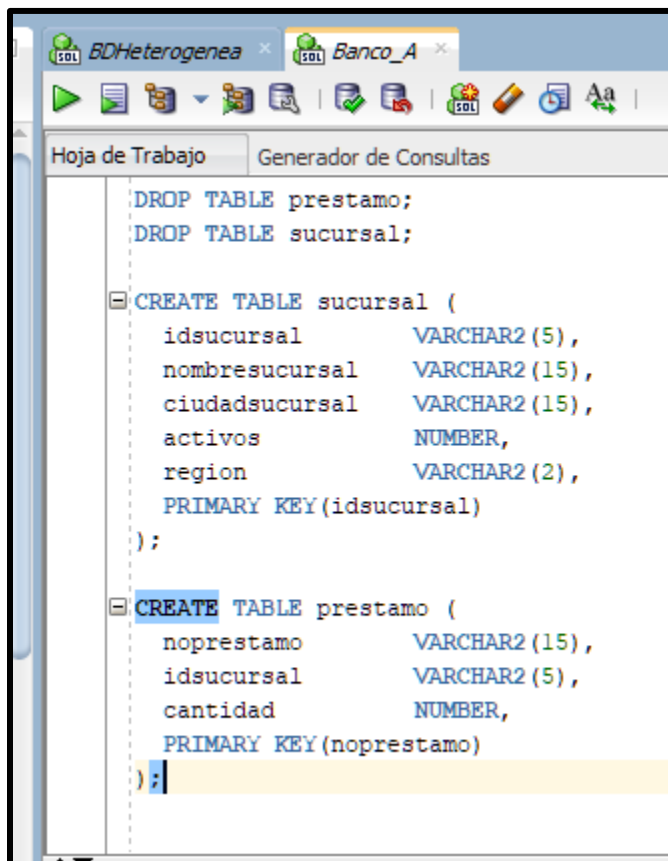 BDHeterogenea
Banco_A
Hoja de Trabajo
Generador de Consultas
DROP TABLE prestamo;
DROP TABLE sucursal;
CREATE TABLE sucursal (
idsucursal VARCHAR2(5),
nombresucursal VARCHAR2(15),
ciudadsucursal VARCHAR2(15),
activos NUMBER,
region VARCHAR2(2),
PRIMARY KEY(idsucursal)
);
CREATE TABLE prestamo (
noprestamo VARCHAR2(15),
idsucursal VARCHAR2(5),
cantidad NUMBER,
PRIMARY KEY(noprestamo)
);